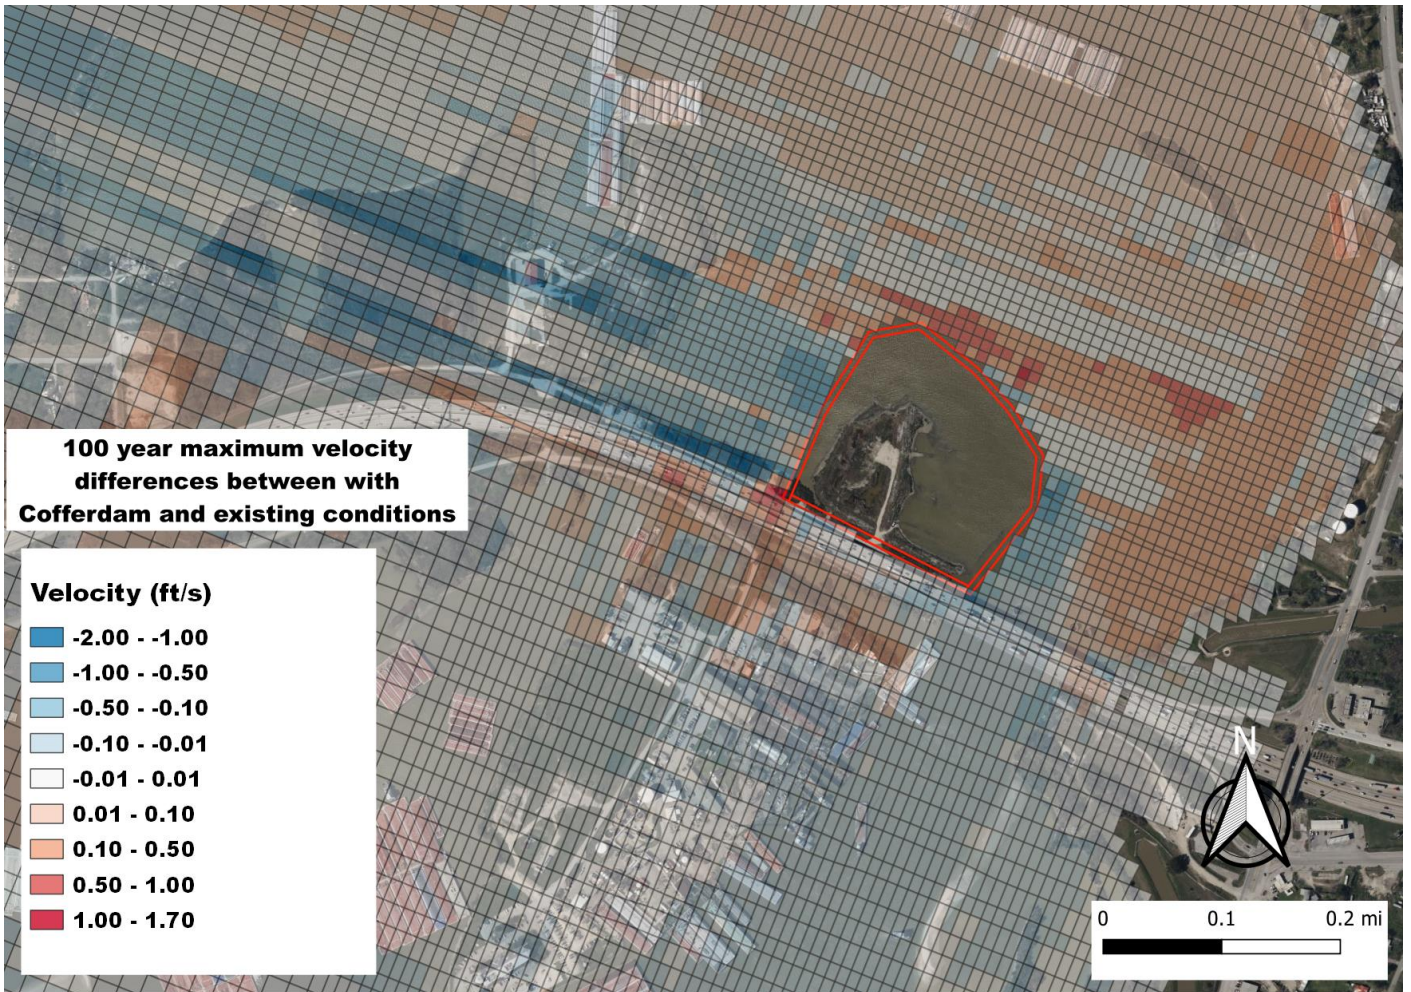 100 year maximum velocity
differences between with
Cofferdam and existing conditions
Velocity (ft/s)
-2.00 - -1.00
-1.00 - -0.50
-0.50 - -0.10
-0.10 - -0.01
-0.01 - 0.01
0.01 - 0.10
0.10 - 0.50
0.50 - 1.00
1.00 - 1.70
N
0 0.1 0.2 mi